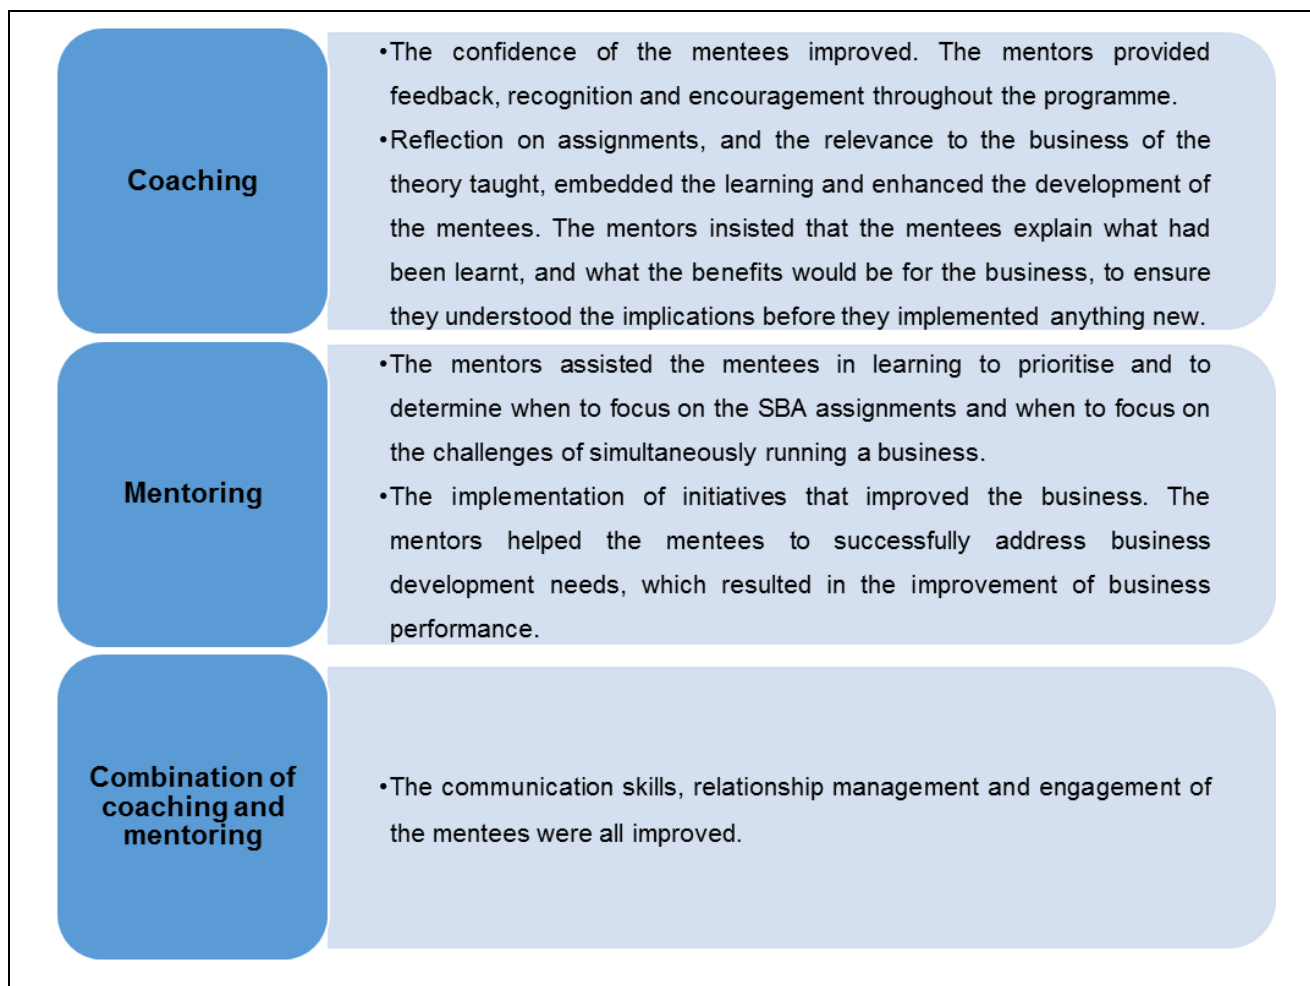 Coaching
•The confidence of the mentees improved. The mentors provided
feedback, recognition and encouragement throughout the programme.
•Reflection on assignments, and the relevance to the business of the
theory taught, embedded the learning and enhanced the development of
the mentees. The mentors insisted that the mentees explain what had
been learnt, and what the benefits would be for the business, to ensure
they understood the implications before they implemented anything new.
Mentoring
•The mentors assisted the mentees in learning to prioritise and to
determine when to focus on the SBA assignments and when to focus on
the challenges of simultaneously running a business.
•The implementation of initiatives that improved the business. The
mentors helped the mentees to successfully address business
development needs, which resulted in the improvement of business
performance.
Combination of
coaching and
mentoring
•The communication skills, relationship management and engagement of
the mentees were all improved.